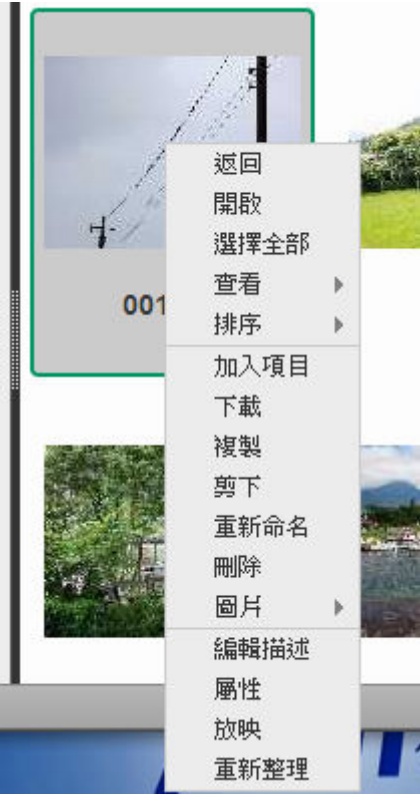 返回
開啟
選擇全部
查看
001
排序
加入項目
下載
複製
剪下
重新命名
刪除
圖片
編輯描述
屬性
放映
重新整理